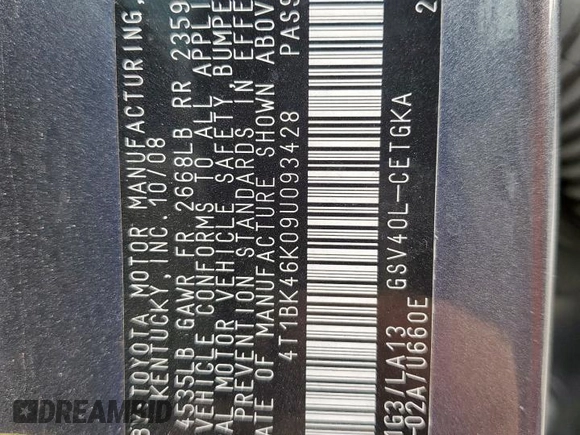 TOYOTA MOTOR MANUFACTURING,
KENTUCKY, INC. 10/08
4535LB GAWR FR 2668LB RR 2359
VEHICLE CONFORMS TO ALL APPLI
AL MOTOR VEHICLE SAFETY BUMPE
PREVENTION STANDARDS IN EFFE
ATE OF MANUFACTURE SHOWN ABOV
4T1BK46K09U093428 PASS
163/LA13 GSV40L-CETGKA
-02A/U660E
DREAMBID